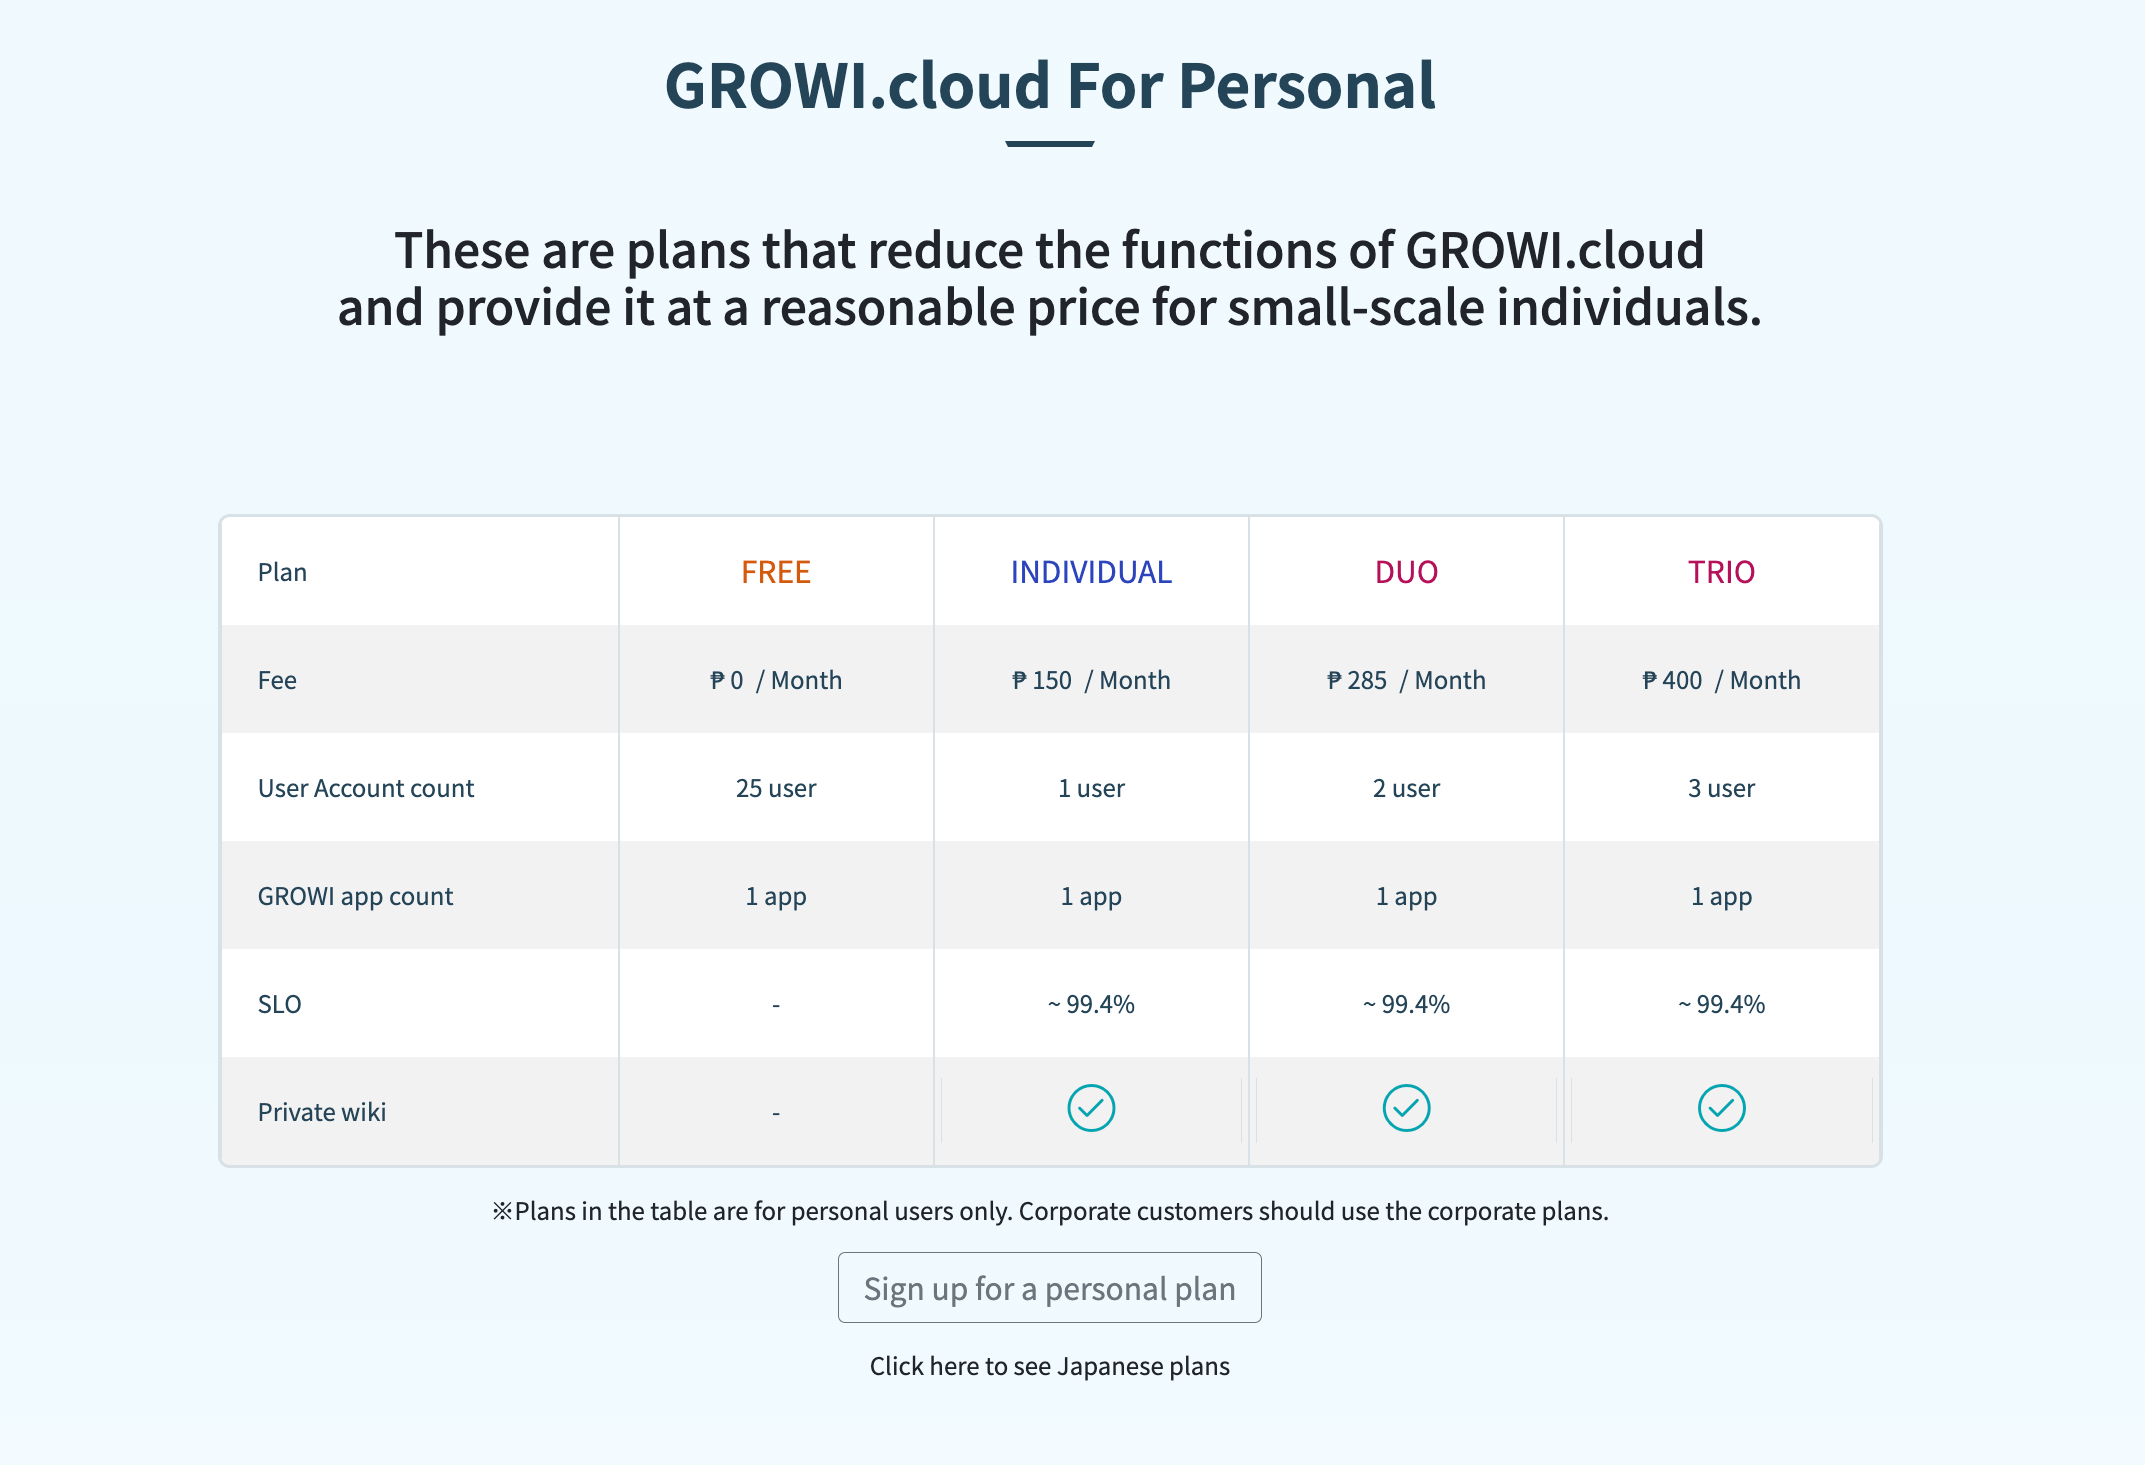 GROWI.cloud For Personal
These are plans that reduce the functions of GROWI.cloud
and provide it at a reasonable price for small-scale individuals.
Plan FREE INDIVIDUAL DUO TRIO
Fee ₱ 0 / Month ₱ 150 / Month ₱ 285 / Month ₱ 400 / Month
User Account count 25 user 1 user 2 user 3 user
GROWI app count 1 app 1 app 1 app 1 app
SLO - ~ 99.4% ~ 99.4% ~ 99.4%
Private wiki -
※Plans in the table are for personal users only. Corporate customers should use the corporate plans.
Sign up for a personal plan
Click here to see Japanese plans